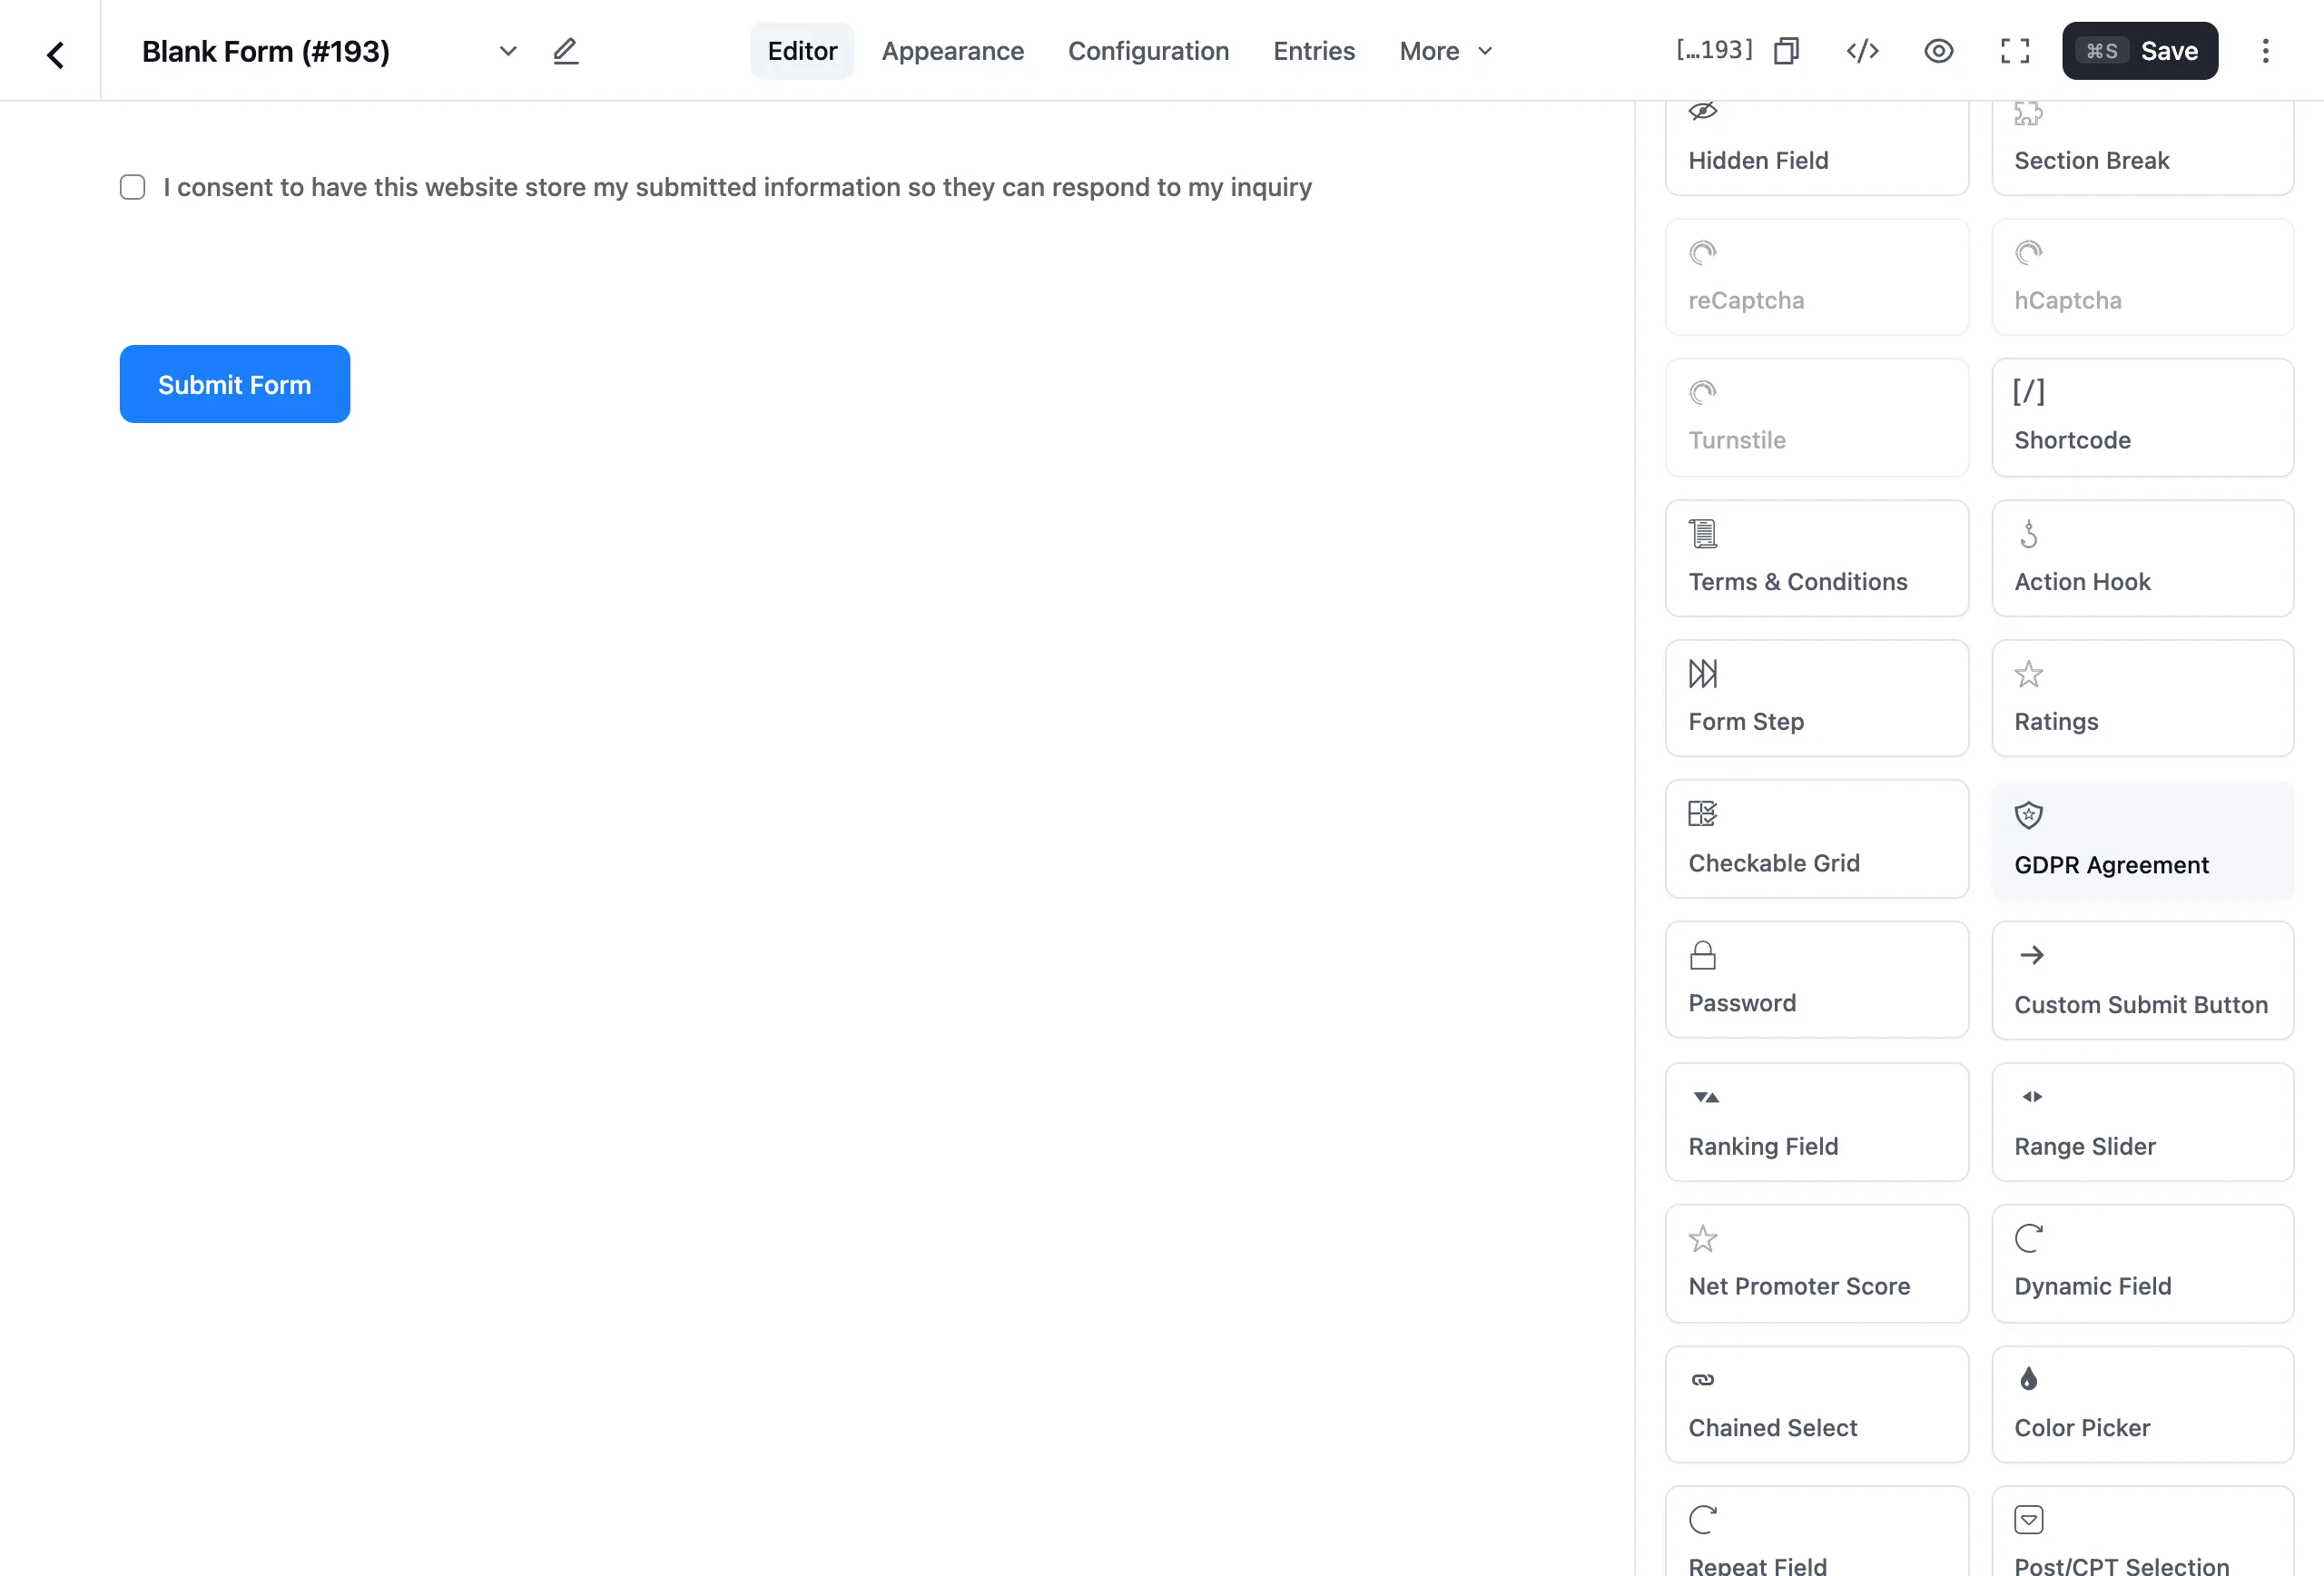 Blank Form (#193)
Editor
Appearance
Configuration
Entries
More
[...193]
⌘S Save
I consent to have this website store my submitted information so they can respond to my inquiry
Submit Form
Hidden Field
Section Break
reCaptcha
hCaptcha
Turnstile
[/]
Shortcode
Terms & Conditions
Action Hook
Form Step
Ratings
Checkable Grid
GDPR Agreement
Password
Custom Submit Button
Ranking Field
Range Slider
Net Promoter Score
Dynamic Field
Chained Select
Color Picker
Repeat Field
Post/CPT Selection